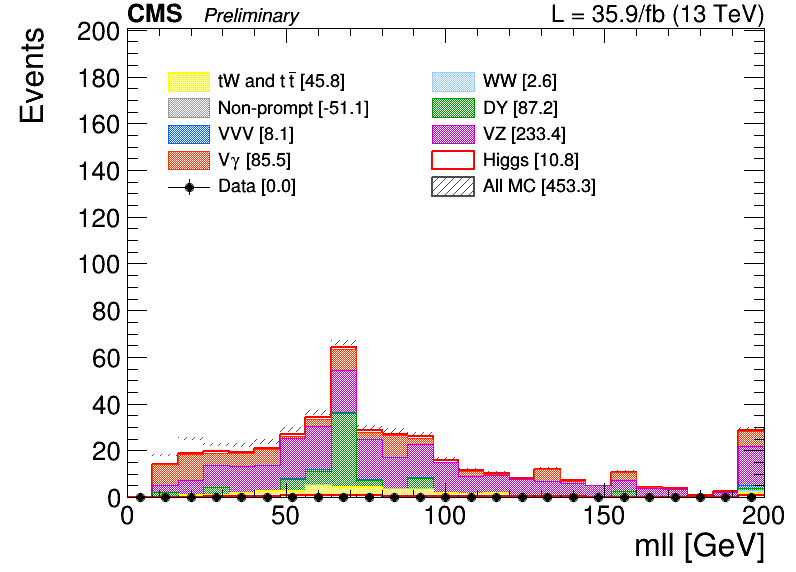 CMS Preliminary L = 35.9/fb (13 TeV)
Events
200
180
160
140
120
100
80
60
40
20
0
tW and t t̄ [45.8]
Non-prompt [-51.1]
VVV [8.1]
Vγ [85.5]
Data [0.0]
WW [2.6]
DY [87.2]
VZ [233.4]
Higgs [10.8]
All MC [453.3]
0 50 100 150 200
mll [GeV]